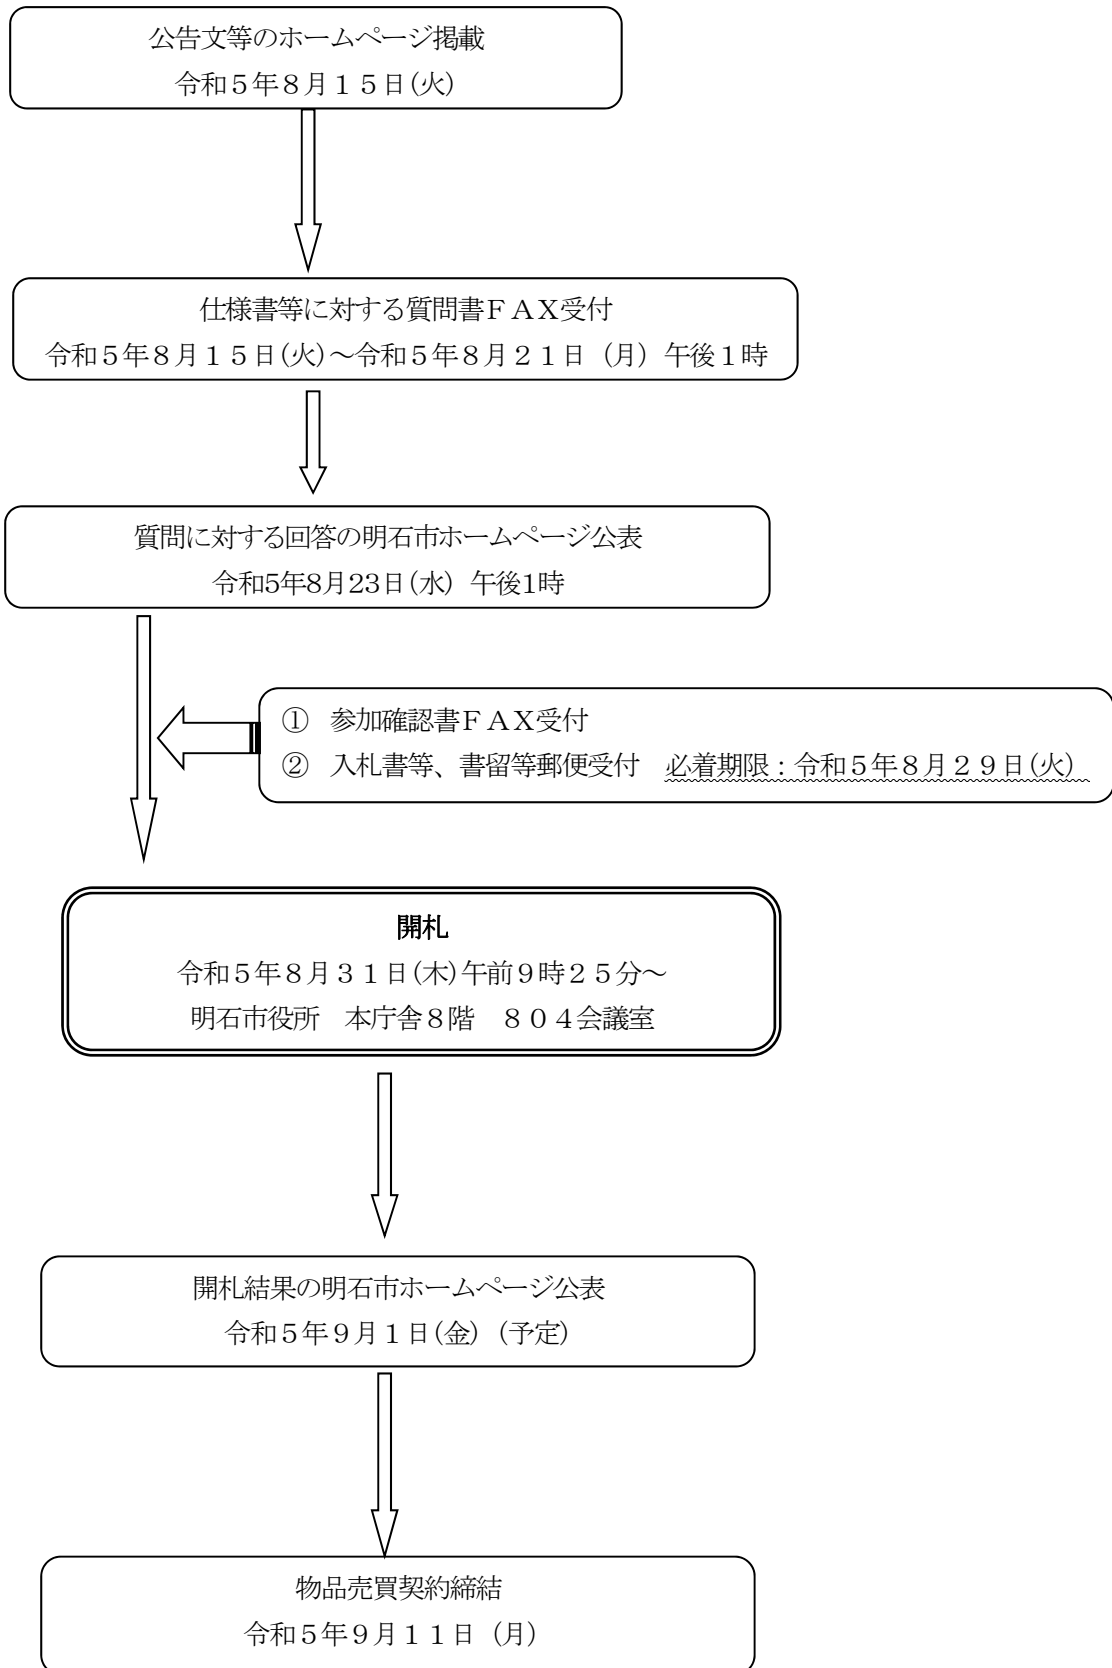 公告文等のホームページ掲載
令和５年８月１５日(火)
仕様書等に対する質問書ＦＡＸ受付
令和５年８月１５日(火)～令和５年８月２１日（月）午後１時
質問に対する回答の明石市ホームページ公表
令和5年8月23日(水）午後1時
①　参加確認書ＦＡＸ受付
②　入札書等、書留等郵便受付　必着期限：令和５年８月２９日(火)
開札
令和５年８月３１日(木)午前９時２５分～
明石市役所　本庁舎８階　８０４会議室
開札結果の明石市ホームページ公表
令和５年９月１日(金)（予定）
物品売買契約締結
令和５年９月１１日（月）